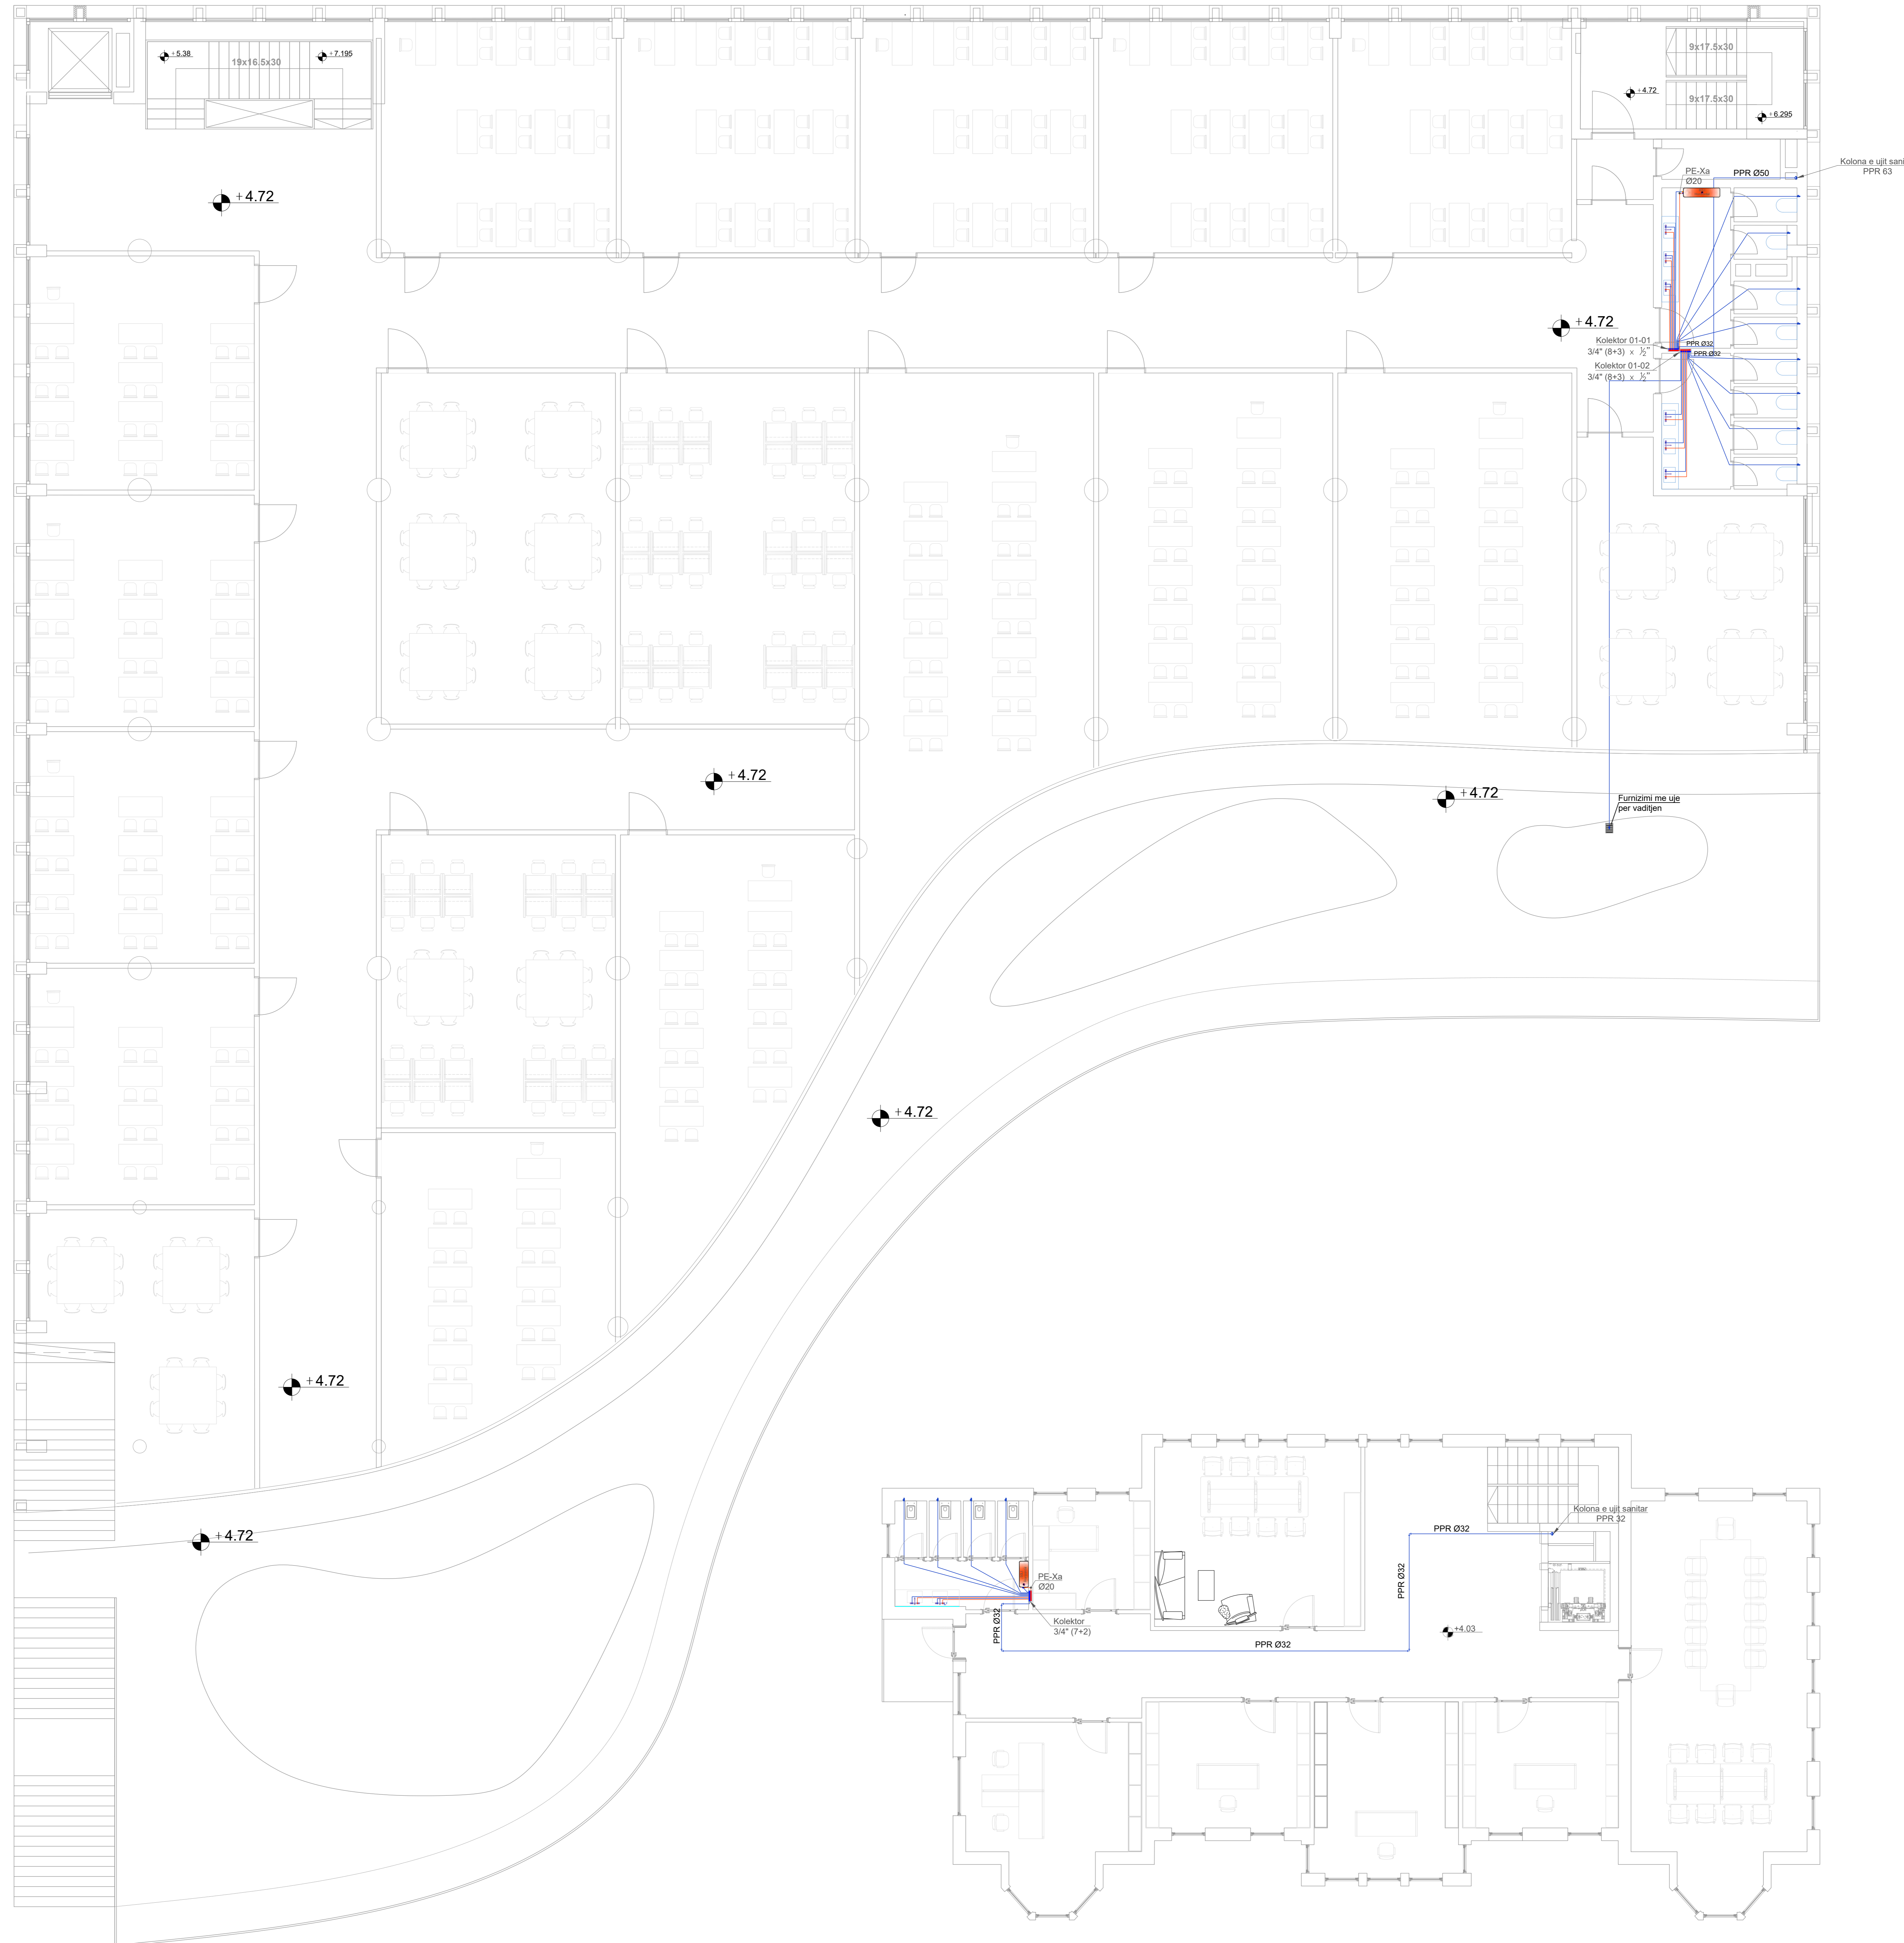 +5.38
19x16.5x30
+7.195
9x17.5x30
+4.72
9x17.5x30
+6.295
+4.72
Kolona e ujit sani
PPR 63
PE-Xa
Ø20
PPR Ø50
+4.72
Kolektor 01-01
3/4" (8+3) x ½"
PPR Ø32
PPR Ø32
Kolektor 01-02
3/4" (8+3) x ½"
+4.72
+4.72
Furnizimi me uje
per vaditjen
+4.72
+4.72
+4.72
Kolona e ujit sanitar
PPR 32
PPR Ø32
PPR Ø32
PE-Xa
Ø20
Kolektor
3/4" (7+2)
PPR Ø32
PPR Ø32
+4.03